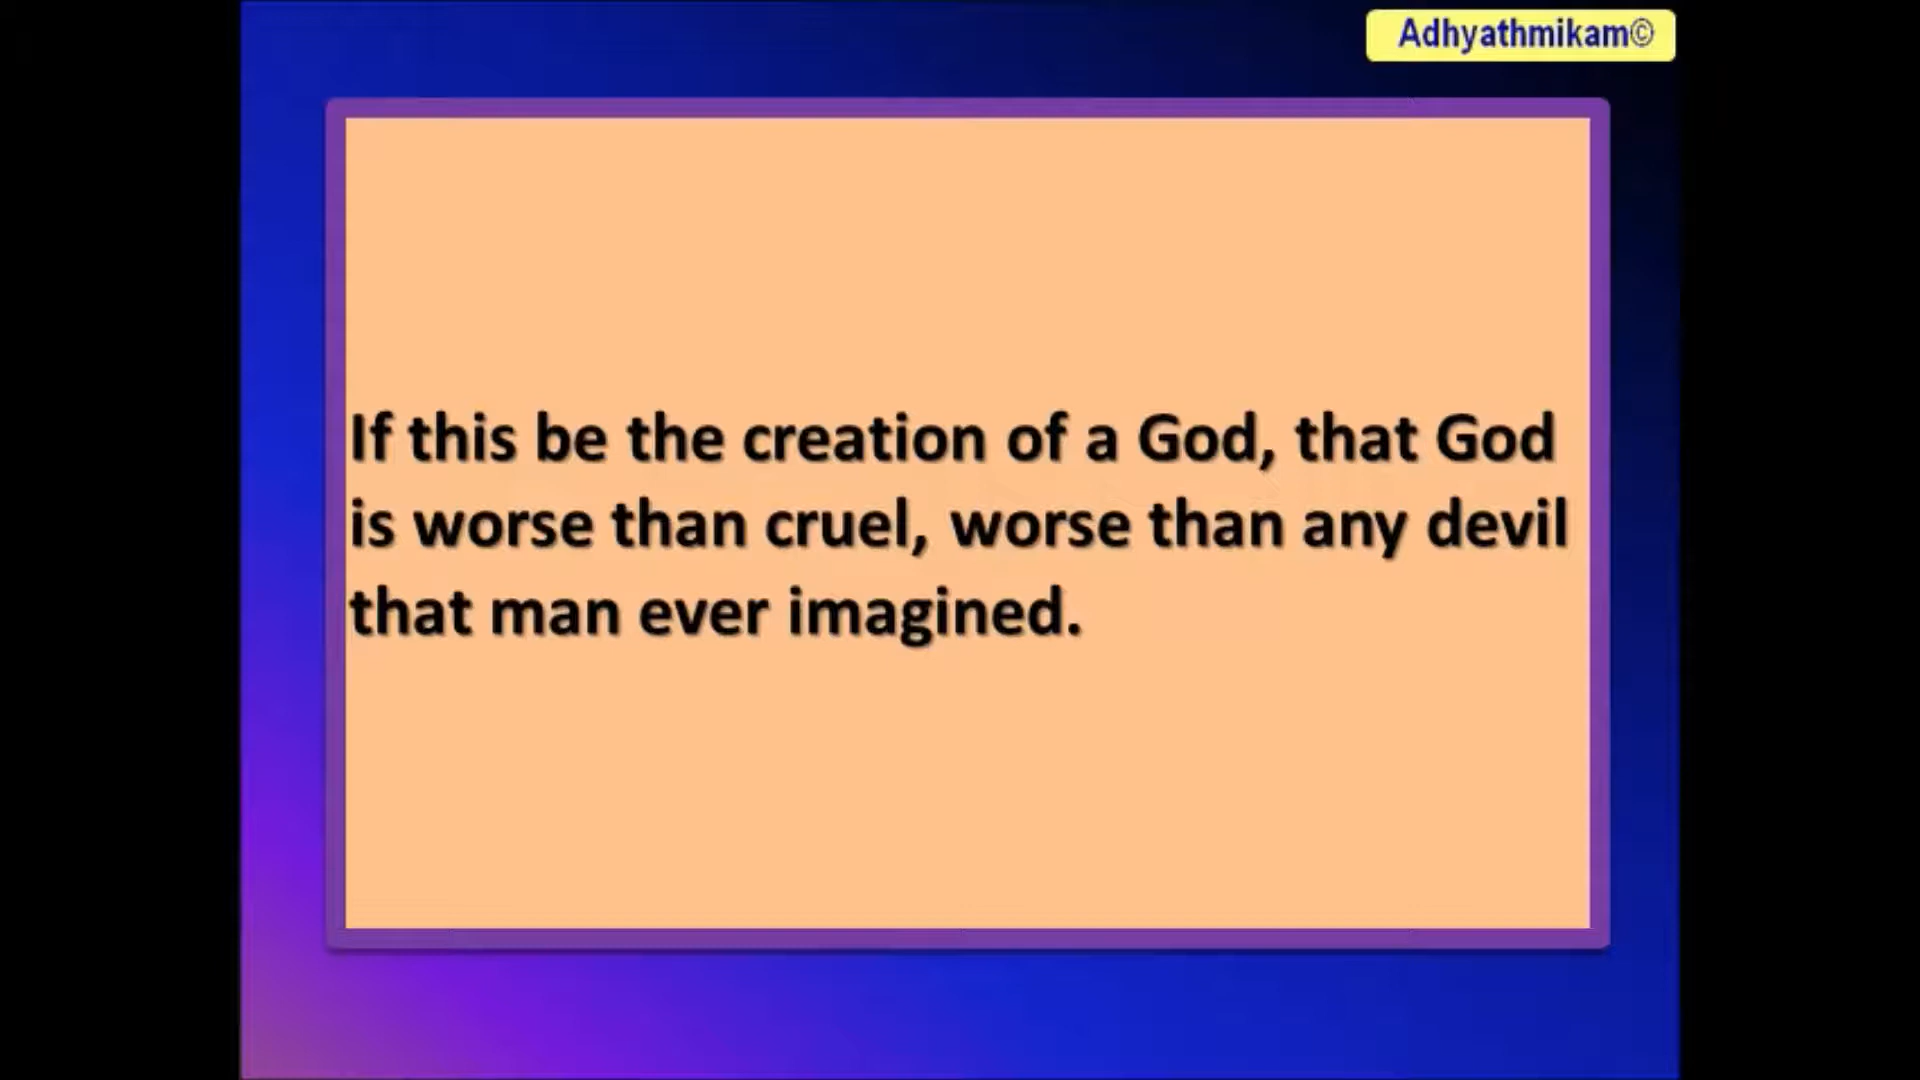 Adhyathmikam©
If this be the creation of a God, that God
is worse than cruel, worse than any devil
that man ever imagined.